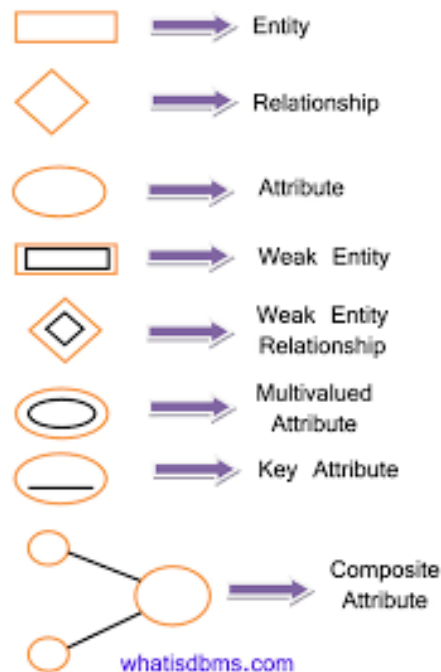 Entity
Relationship
Attribute
Weak Entity
Weak Entity
Relationship
Multivalued
Attribute
Key Attribute
Composite
Attribute
whatisdbms.com